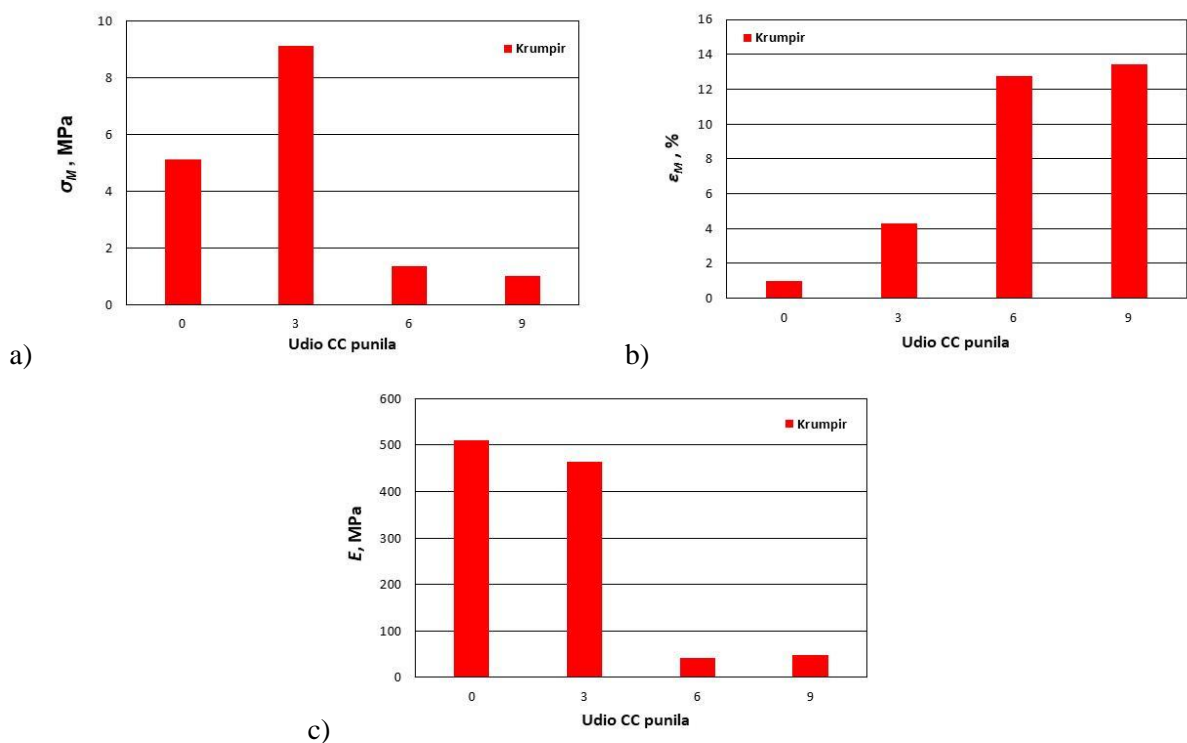 10
8
6
4
2
0
σM , MPa
Krumpir
0 3 6 9
Udio CC punila
a)
16
14
12
10
8
6
4
2
0
εM , %
Krumpir
0 3 6 9
Udio CC punila
b)
600
500
400
300
200
100
0
E, MPa
Krumpir
0 3 6 9
Udio CC punila
c)